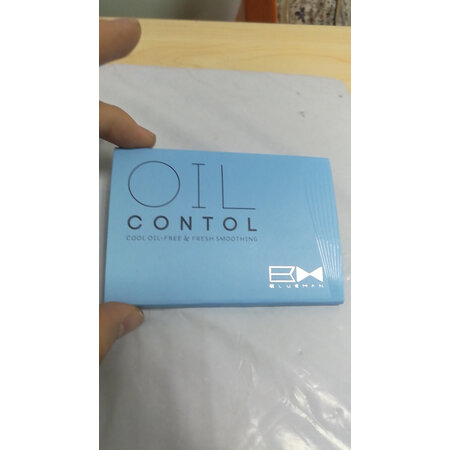 OIL
CONTOL
COOL OIL-FREE & FRESH SMOOTHING
BLUEMAN